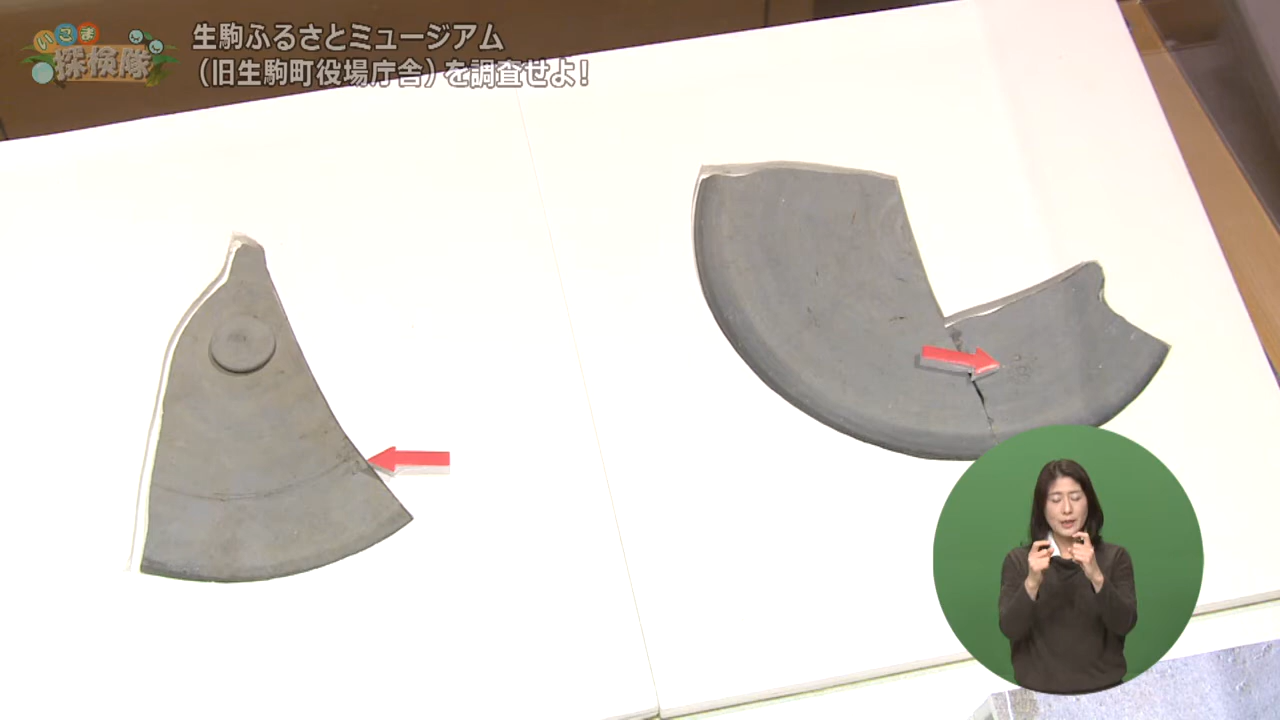 いこま
探検隊
生駒ふるさとミュージアム
（旧生駒町役場庁舎）を調査せよ！